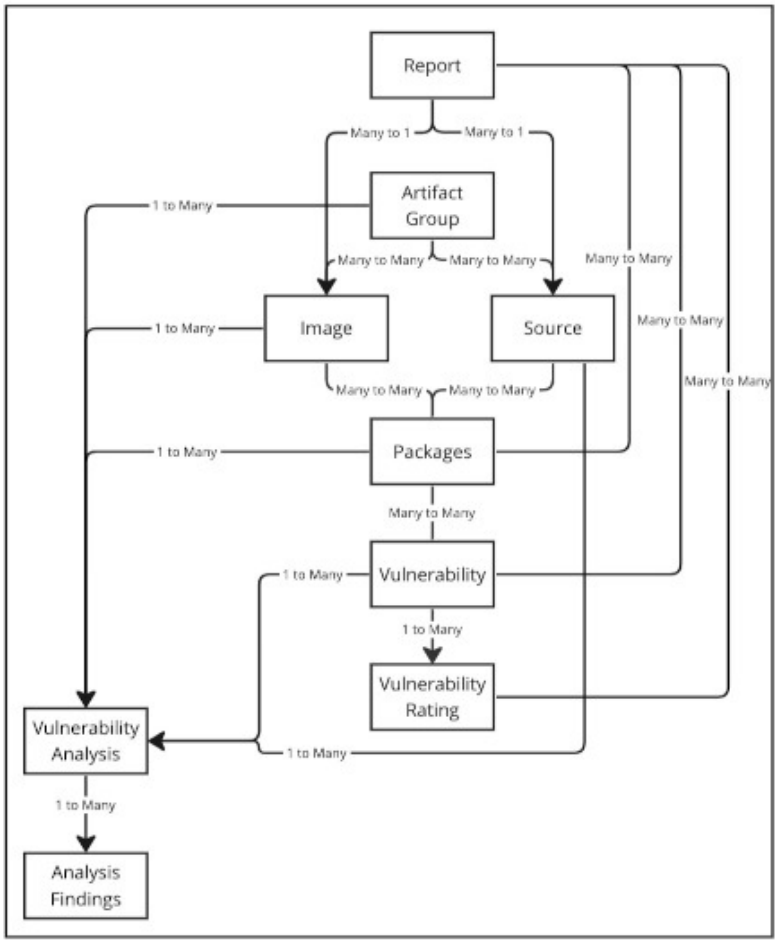 Report
Many to 1
Many to 1
Artifact
Group
1 to Many
Many to Many
Many to Many
Many to Many
Image
Source
1 to Many
Many to Many
Many to Many
Many to Many
Many to Many
Packages
1 to Many
Many to Many
Vulnerability
1 to Many
1 to Many
Vulnerability
Rating
Vulnerability
Analysis
1 to Many
1 to Many
Analysis
Findings